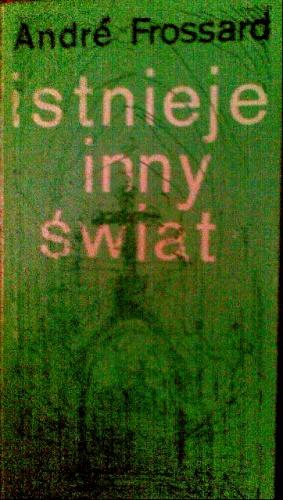 André Frossard
istnieje
inny
świat